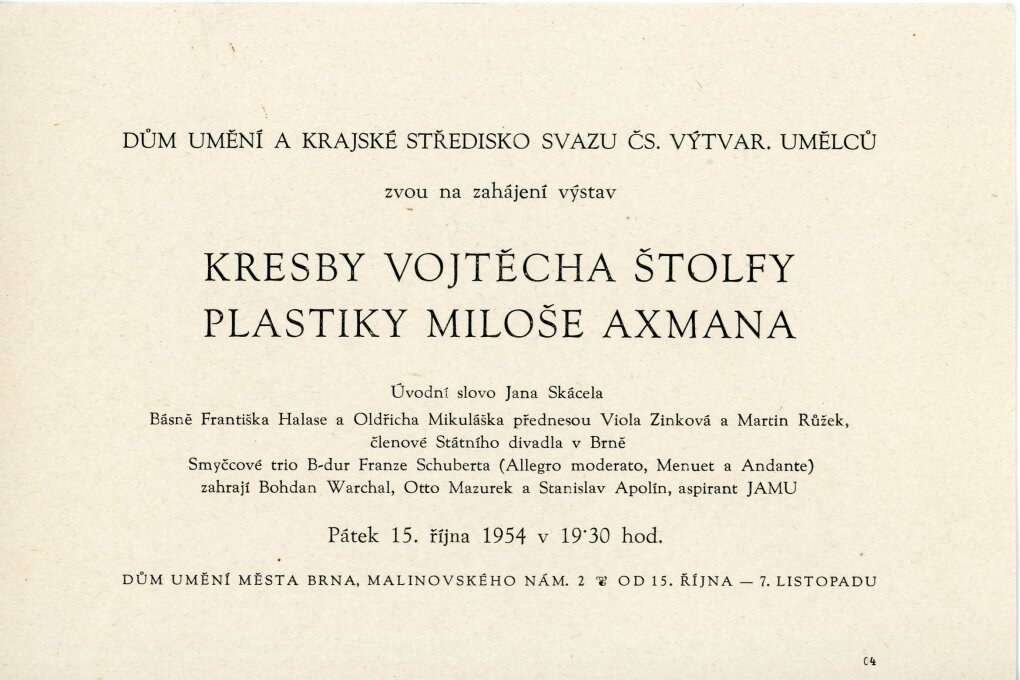 DŮM UMĚNÍ A KRAJSKÉ STŘEDISKO SVAZU ČS. VÝTVAR. UMĚLCŮ
zvou na zahájení výstav
KRESBY VOJTĚCHA ŠTOLFY
PLASTIKY MILOŠE AXMANA
Úvodní slovo Jana Skácela
Básně Františka Halase a Oldřicha Mikuláška přednesou Viola Zinková a Martin Růžek,
členové Státního divadla v Brně
Smyčcové trio B-dur Franze Schuberta (Allegro moderato, Menuet a Andante)
zahrají Bohdan Warchal, Otto Mazurek a Stanislav Apolín, aspirant JAMU
Pátek 15. října 1954 v 19·30 hod.
DŮM UMĚNÍ MĚSTA BRNA, MALINOVSKÉHO NÁM. 2 ❦ OD 15. ŘÍJNA — 7. LISTOPADU
C4